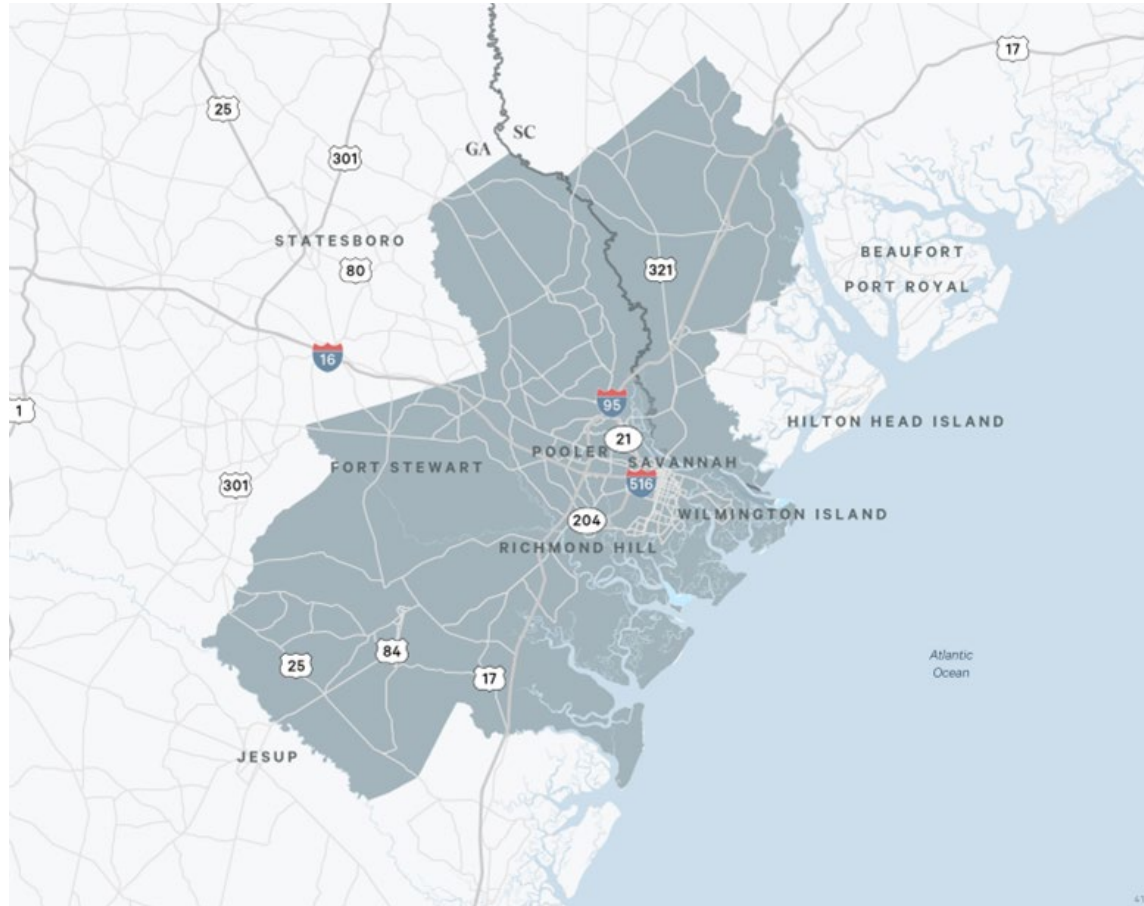 17
25
SC
GA
301
STATESBORO
80
BEAUFORT
321
PORT ROYAL
16
95
1
HILTON HEAD ISLAND
21
POOLER
SAVANNAH
FORT STEWART
516
301
WILMINGTON ISLAND
204
RICHMOND HILL
84
Atlantic
Ocean
25
17
JESUP